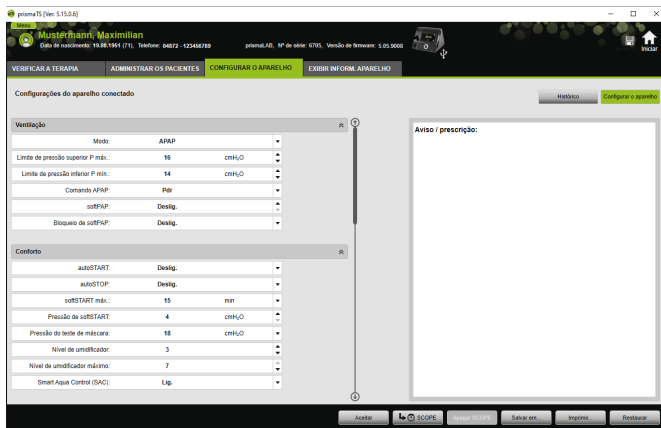 prismaTS [Ver: 5.15.0.6]
Menu
Mustermann, Maximilian
Data de nascimento: 19.08.1951 (71), Telefone: 04872 - 123456789
prismaLAB, Nº de série: 6705, Versão de firmware: 5.05.9008
Iniciar
VERIFICAR A TERAPIA
ADMINISTRAR OS PACIENTES
CONFIGURAR O APARELHO
EXIBIR INFORM. APARELHO
Configurações do aparelho conectado
Histórico
Configurar o aparelho
Ventilação
Modo: APAP
Limite de pressão superior P máx.: 16 cmH₂O
Limite de pressão inferior P mín.: 14 cmH₂O
Comando APAP: Pdr
softPAP: Deslig.
Bloqueio de softPAP: Deslig.
Conforto
autoSTART: Deslig.
autoSTOP: Deslig.
softSTART máx.: 15 min
Pressão de softSTART: 4 cmH₂O
Pressão do teste de máscara: 18 cmH₂O
Nível de umidificador: 3
Nível de umidificador máximo: 7
Smart Aqua Control (SAC): Lig.
Aviso / prescrição:
Aceitar
SCOPE
Apagar SCOPE
Salvar em...
Imprimir...
Restaurar